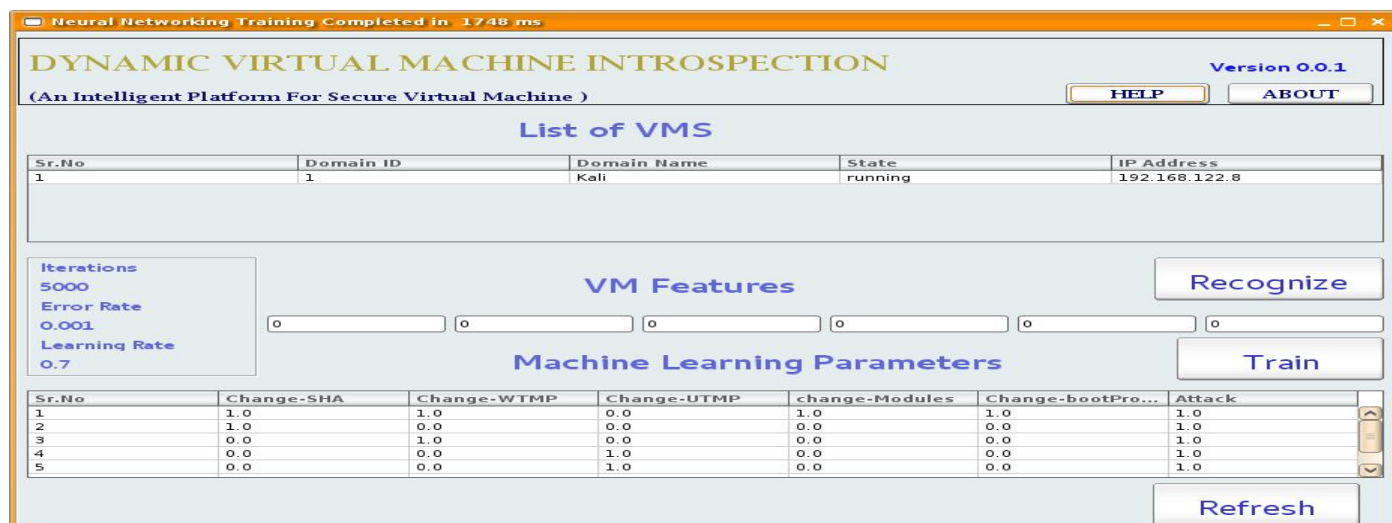 Neural Networking Training Completed in 1748 ms
DYNAMIC VIRTUAL MACHINE INTROSPECTION
Version 0.0.1
(An Intelligent Platform For Secure Virtual Machine )
HELP ABOUT
List of VMS
Sr.No Domain ID Domain Name State IP Address
1 1 Kali running 192.168.122.8
Iterations
5000
Error Rate
0.001
Learning Rate
0.7
VM Features
Recognize
0 0 0 0 0 0
Machine Learning Parameters
Train
Sr.No Change-SHA Change-WTMP Change-UTMP change-Modules Change-bootPro... Attack
1 1.0 1.0 0.0 1.0 1.0 1.0
2 1.0 0.0 0.0 0.0 0.0 1.0
3 0.0 1.0 0.0 0.0 0.0 1.0
4 0.0 0.0 1.0 0.0 0.0 1.0
5 0.0 0.0 1.0 0.0 0.0 1.0
Refresh